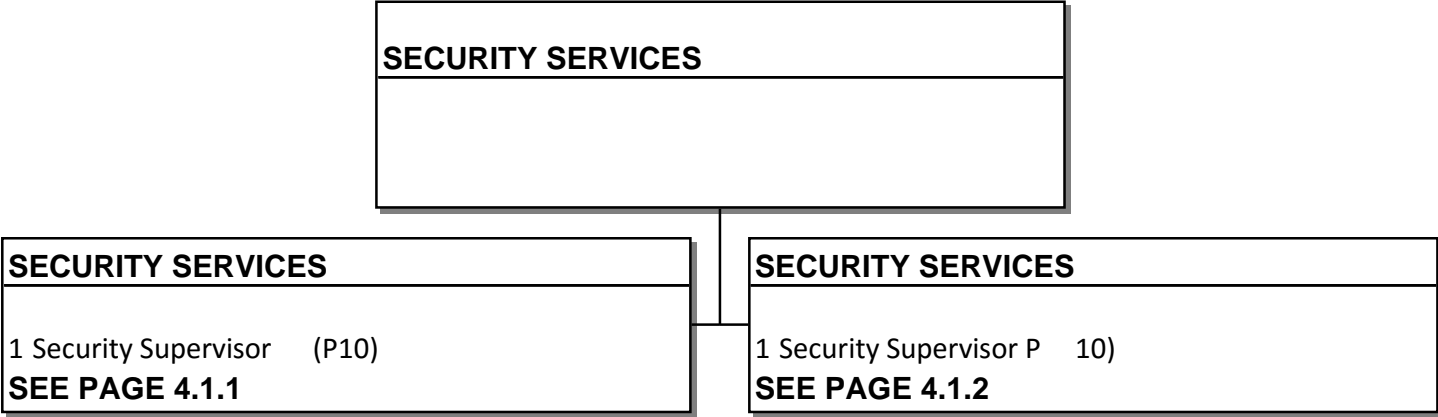 SECURITY SERVICES
SECURITY SERVICES
1 Security Supervisor (P10)
SEE PAGE 4.1.1
SECURITY SERVICES
1 Security Supervisor P 10)
SEE PAGE 4.1.2